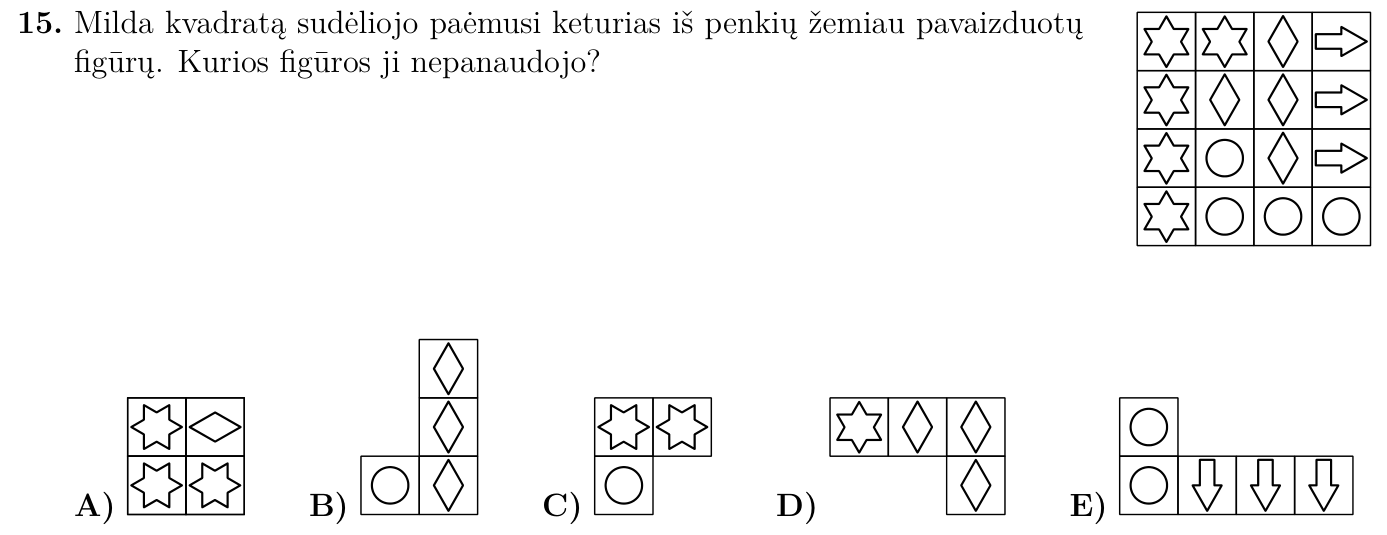 15. Milda kvadratą sudėliojo paėmusi keturias iš penkių žemiau pavaizduotų
figūrų. Kurios figūros ji nepanaudojo?
A) B) C) D) E)